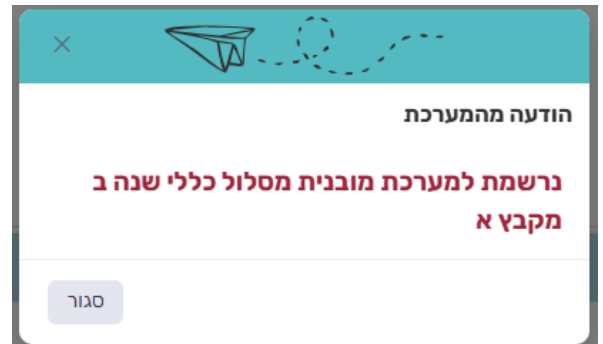 הודעה מהמערכת
נרשמת למערכת מובנית מסלול כללי שנה ב
מקבץ א
סגור